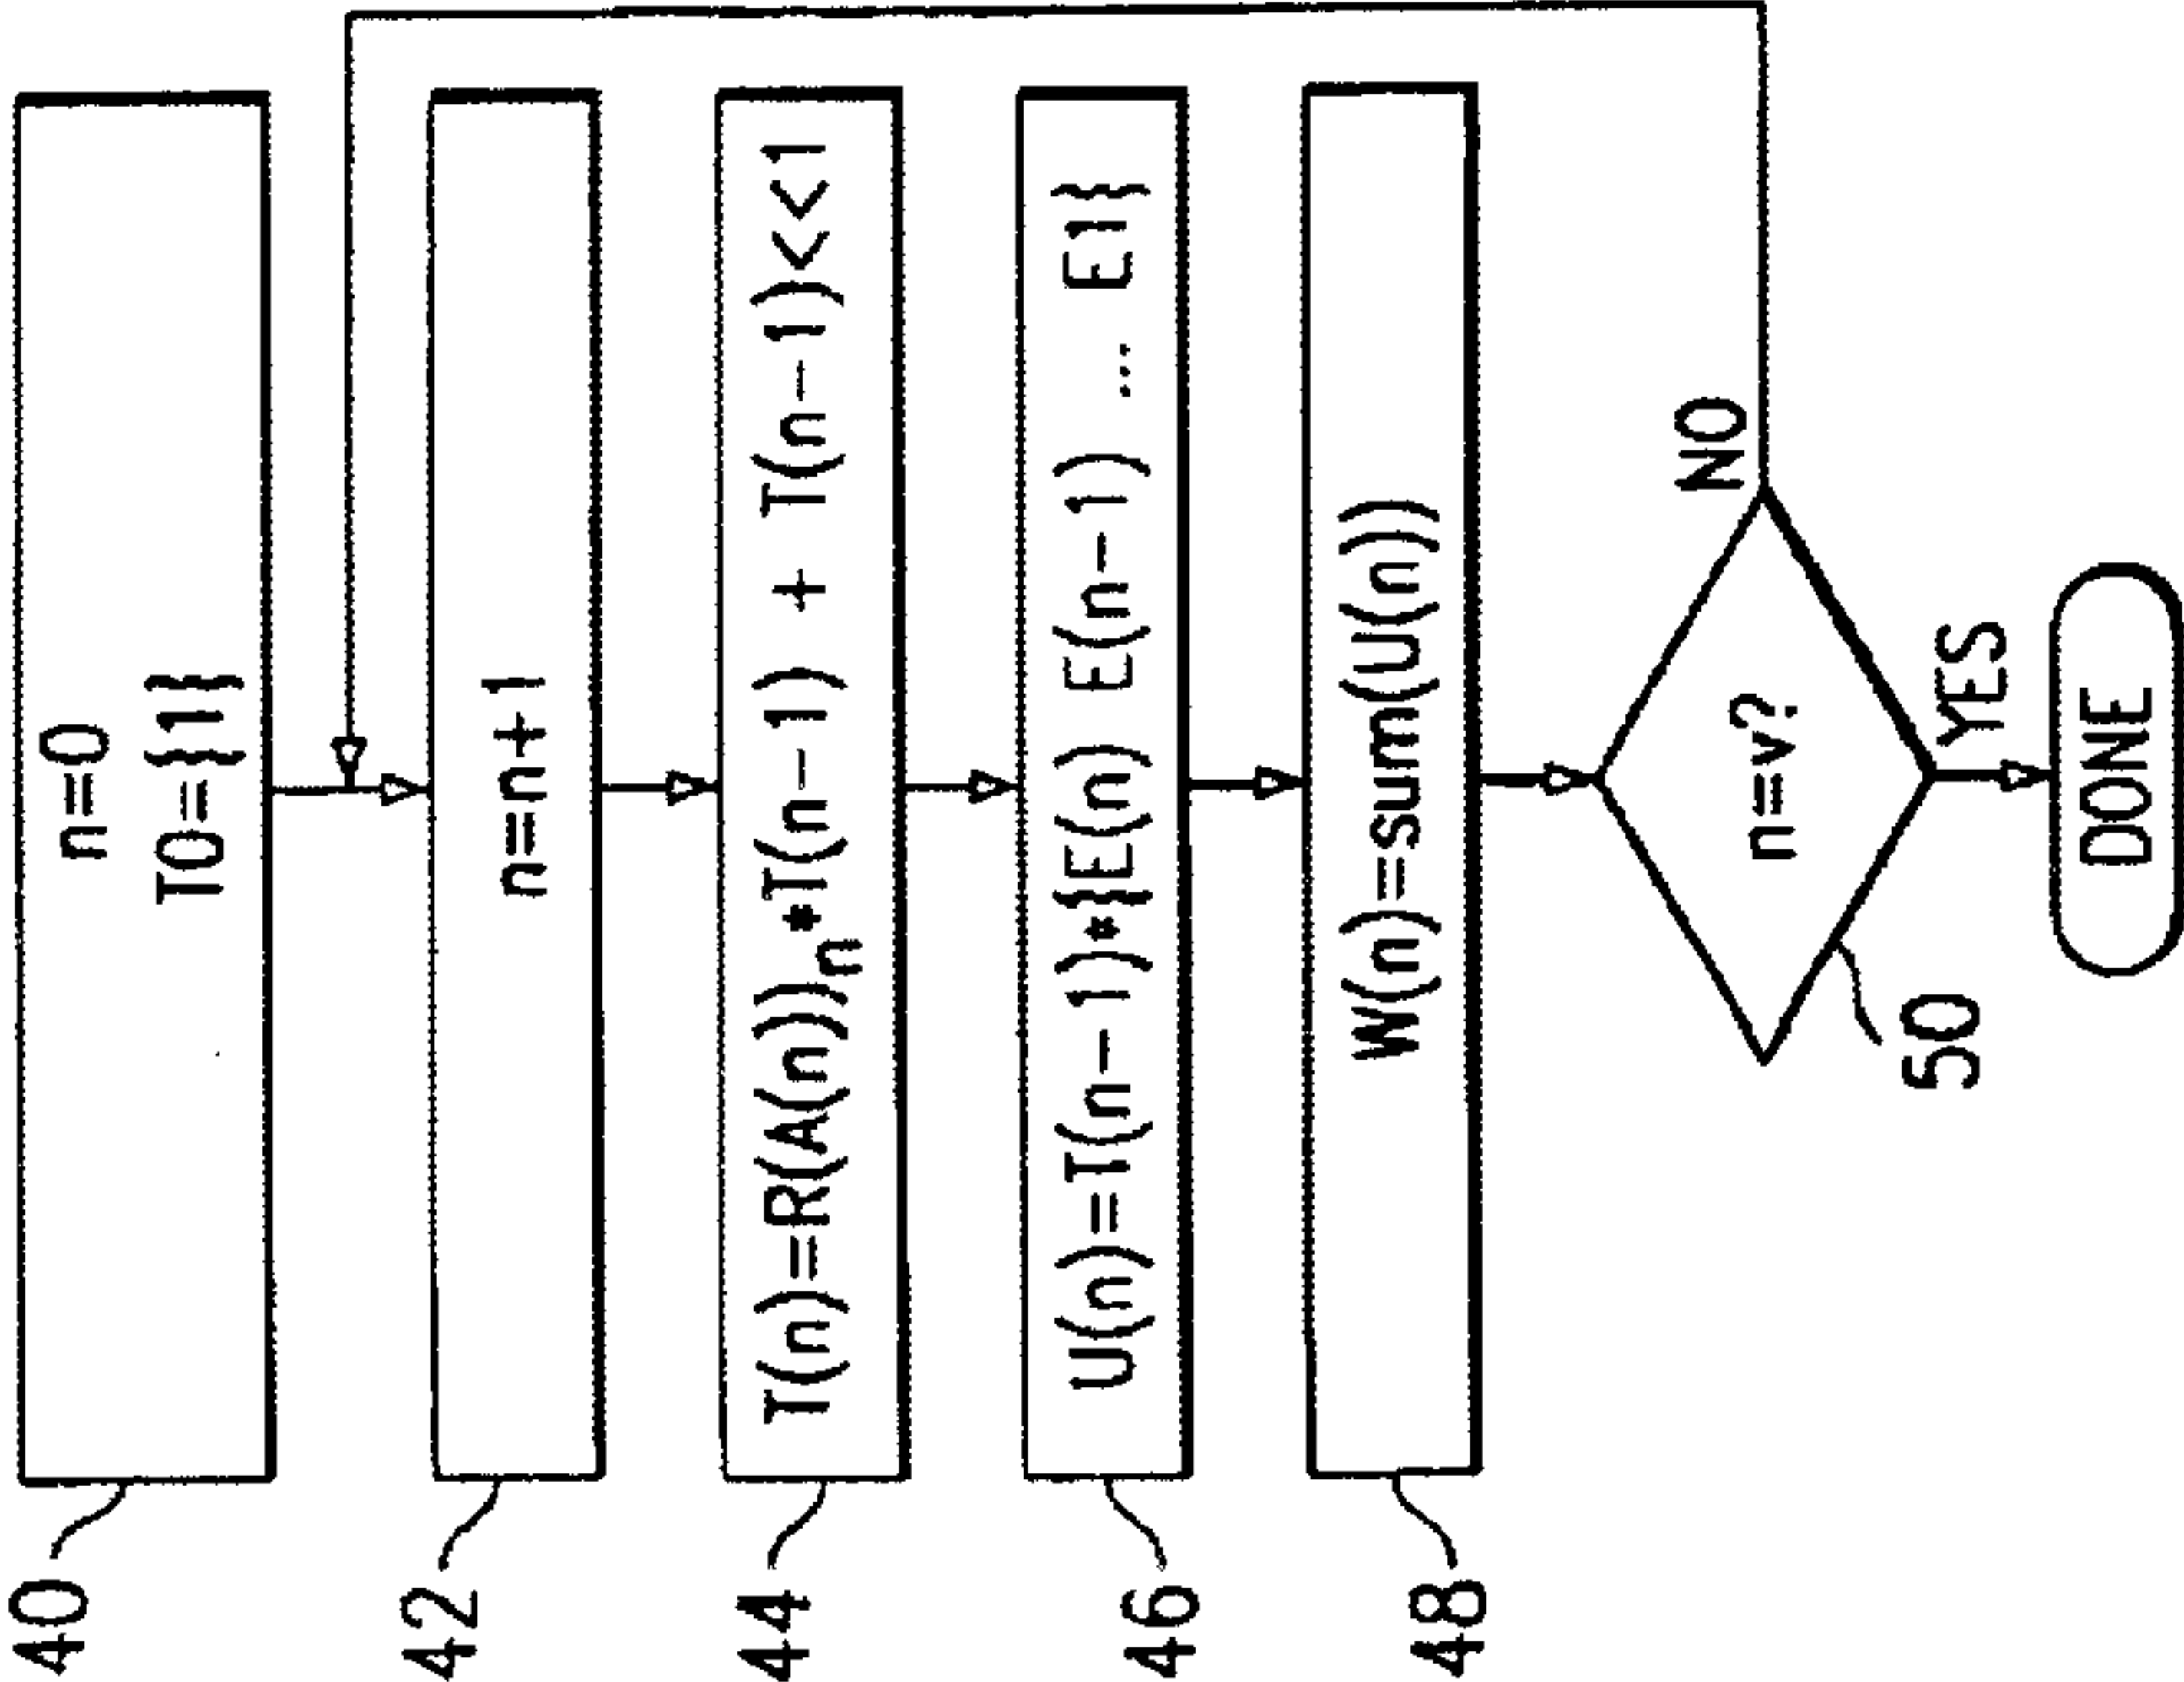 40
n=0
T0={1}
42
n=n+1
44
T(n)=R(A(n))n*T(n-1) + T(n-1)<<1
46
U(n)=T(n-1)*{E(n) E(n-1) ... E1}
48
W(n)=sum(U(n))
50
n=v?
NO
YES
DONE